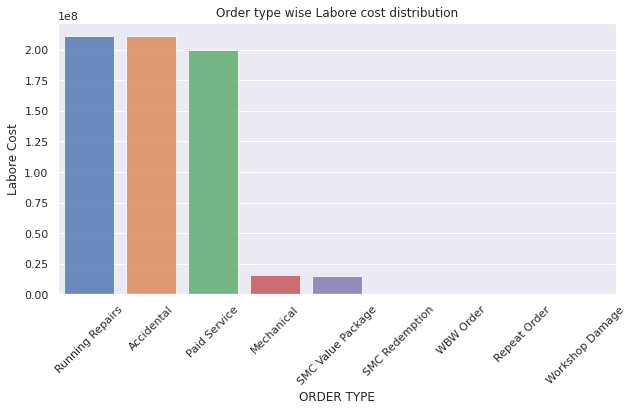 Order type wise Labore cost distribution
1e8
2.00
1.75
1.50
1.25
1.00
0.75
0.50
0.25
0.00
Labore Cost
Running Repairs
Accidental
Paid Service
Mechanical
SMC Value Package
SMC Redemption
WBW Order
Repeat Order
Workshop Damage
ORDER TYPE